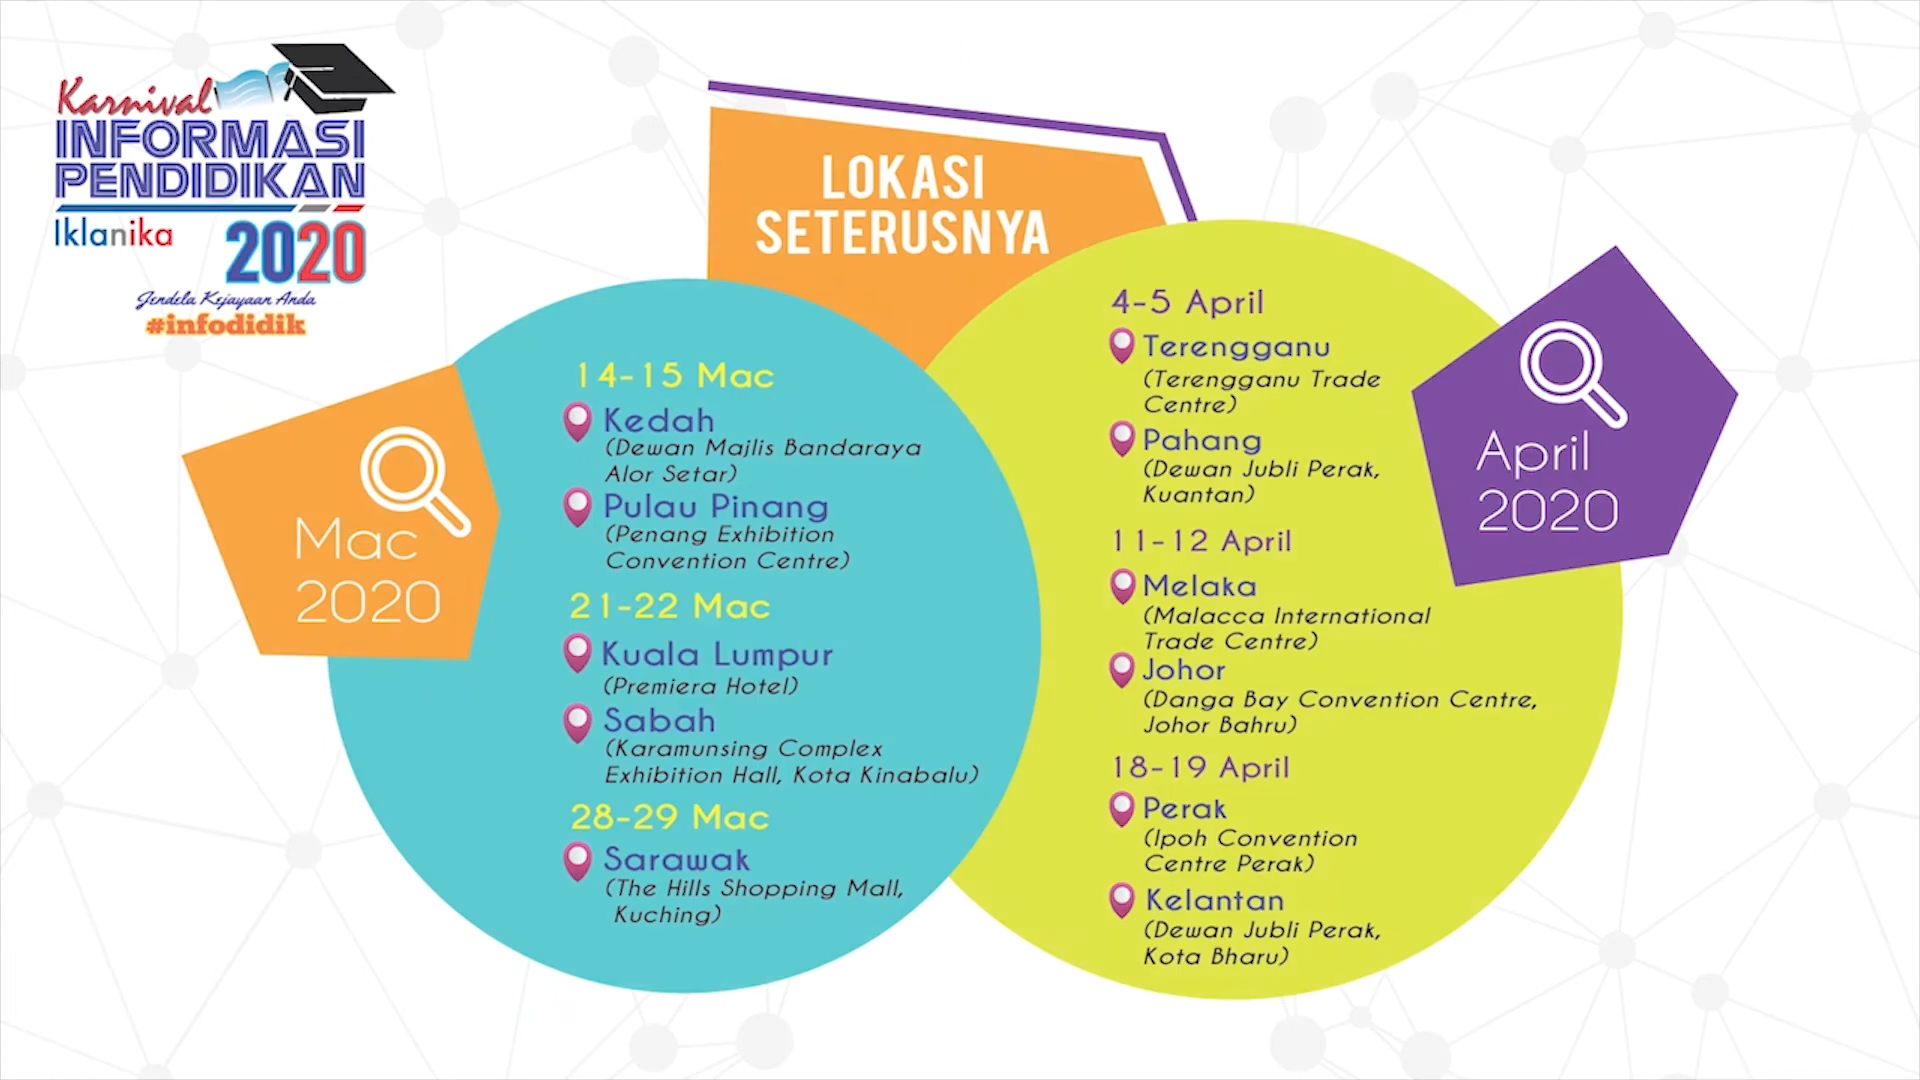 Karnival
INFORMASI
PENDIDIKAN
Iklanika
2020
Jendela Kejayaan Anda
#infodidik
LOKASI
SETERUSNYA
Mac
2020
14-15 Mac
Kedah
(Dewan Majlis Bandaraya
Alor Setar)
Pulau Pinang
(Penang Exhibition
Convention Centre)
21-22 Mac
Kuala Lumpur
(Premiera Hotel)
Sabah
(Karamunsing Complex
Exhibition Hall, Kota Kinabalu)
28-29 Mac
Sarawak
(The Hills Shopping Mall,
Kuching)
April
2020
4-5 April
Terengganu
(Terengganu Trade
Centre)
Pahang
(Dewan Jubli Perak,
Kuantan)
11-12 April
Melaka
(Malacca International
Trade Centre)
Johor
(Danga Bay Convention Centre,
Johor Bahru)
18-19 April
Perak
(Ipoh Convention
Centre Perak)
Kelantan
(Dewan Jubli Perak,
Kota Bharu)